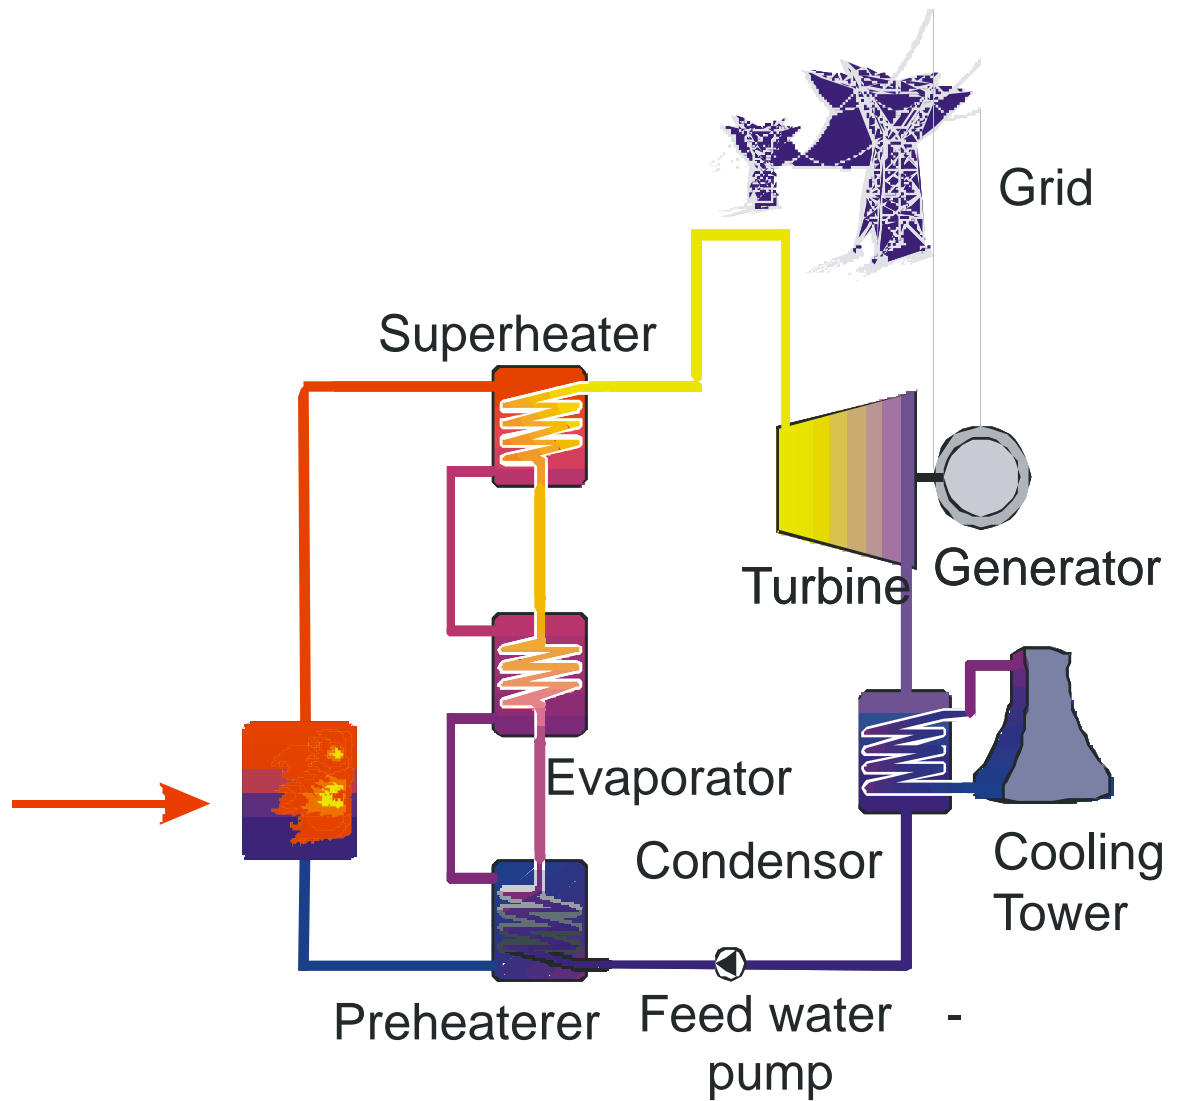 Grid
Superheater
Generator
Turbine
Evaporator
Condensor
Cooling
Tower
Preheaterer
Feed water -
pump